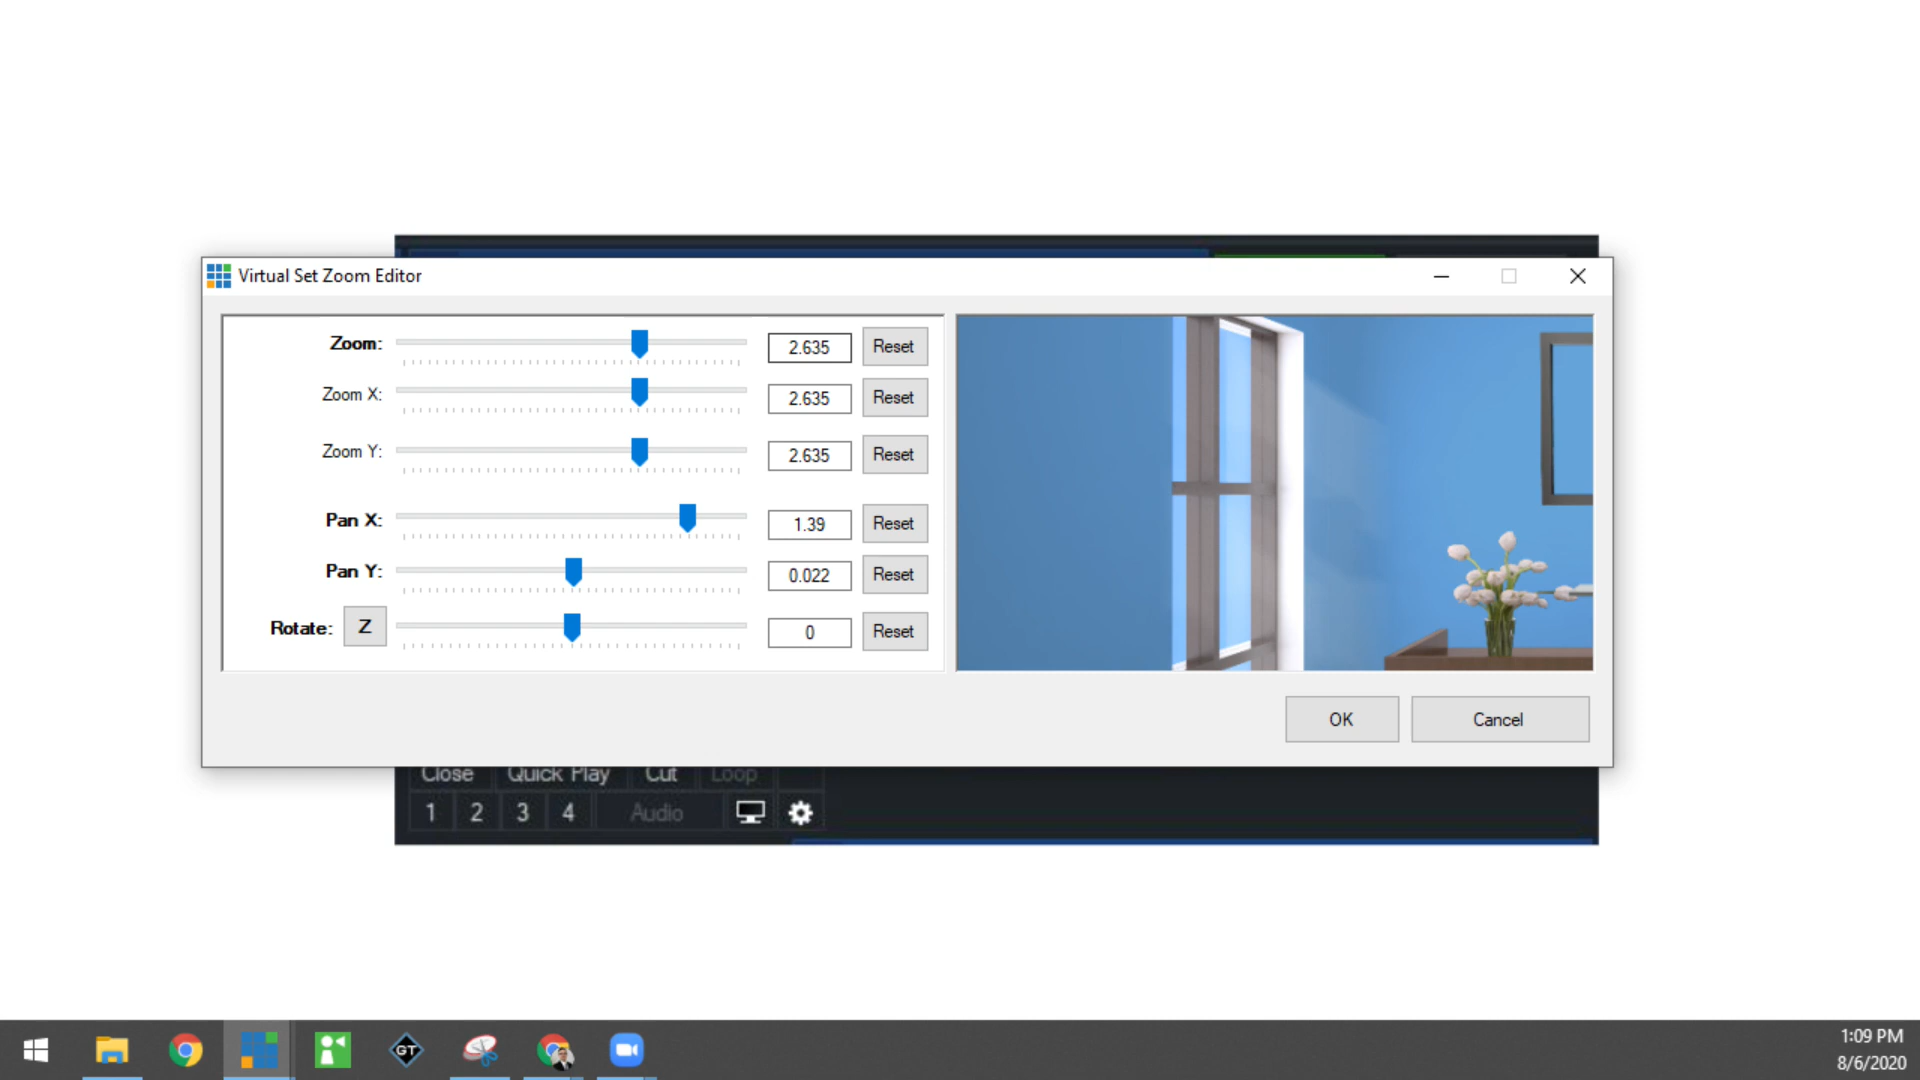 Virtual Set Zoom Editor
Zoom: 2.635 Reset
Zoom X: 2.635 Reset
Zoom Y: 2.635 Reset
Pan X: 1.39 Reset
Pan Y: 0.022 Reset
Rotate: Z 0 Reset
OK Cancel
Close Quick Play Cut Loop
1 2 3 4 Audio
GT
1:09 PM
8/6/2020